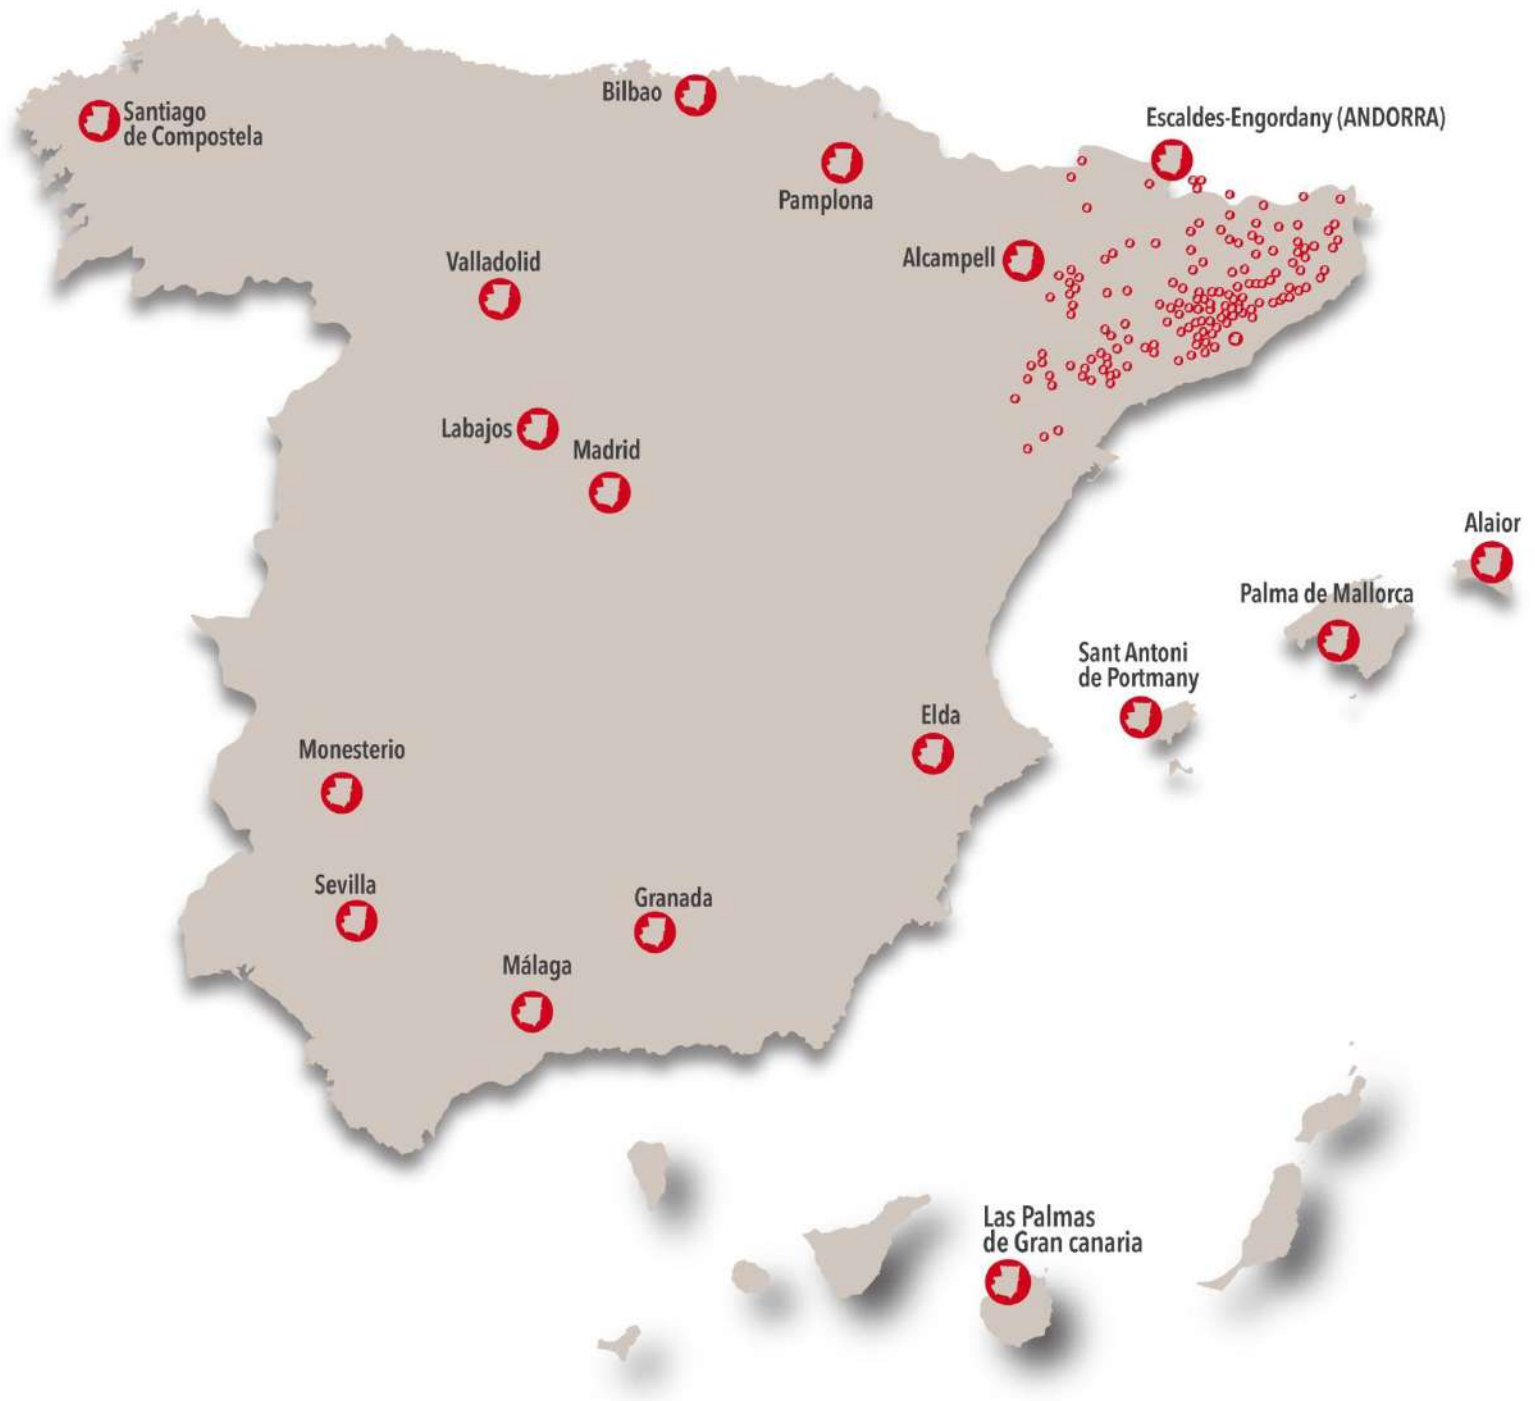 Bilbao
Santiago
de Compostela
Escaldes-Engordany (ANDORRA)
Pamplona
Alcampell
Valladolid
Labajos
Madrid
Alaior
Palma de Mallorca
Sant Antoni
de Portmany
Elda
Monesterio
Sevilla
Granada
Málaga
Las Palmas
de Gran canaria